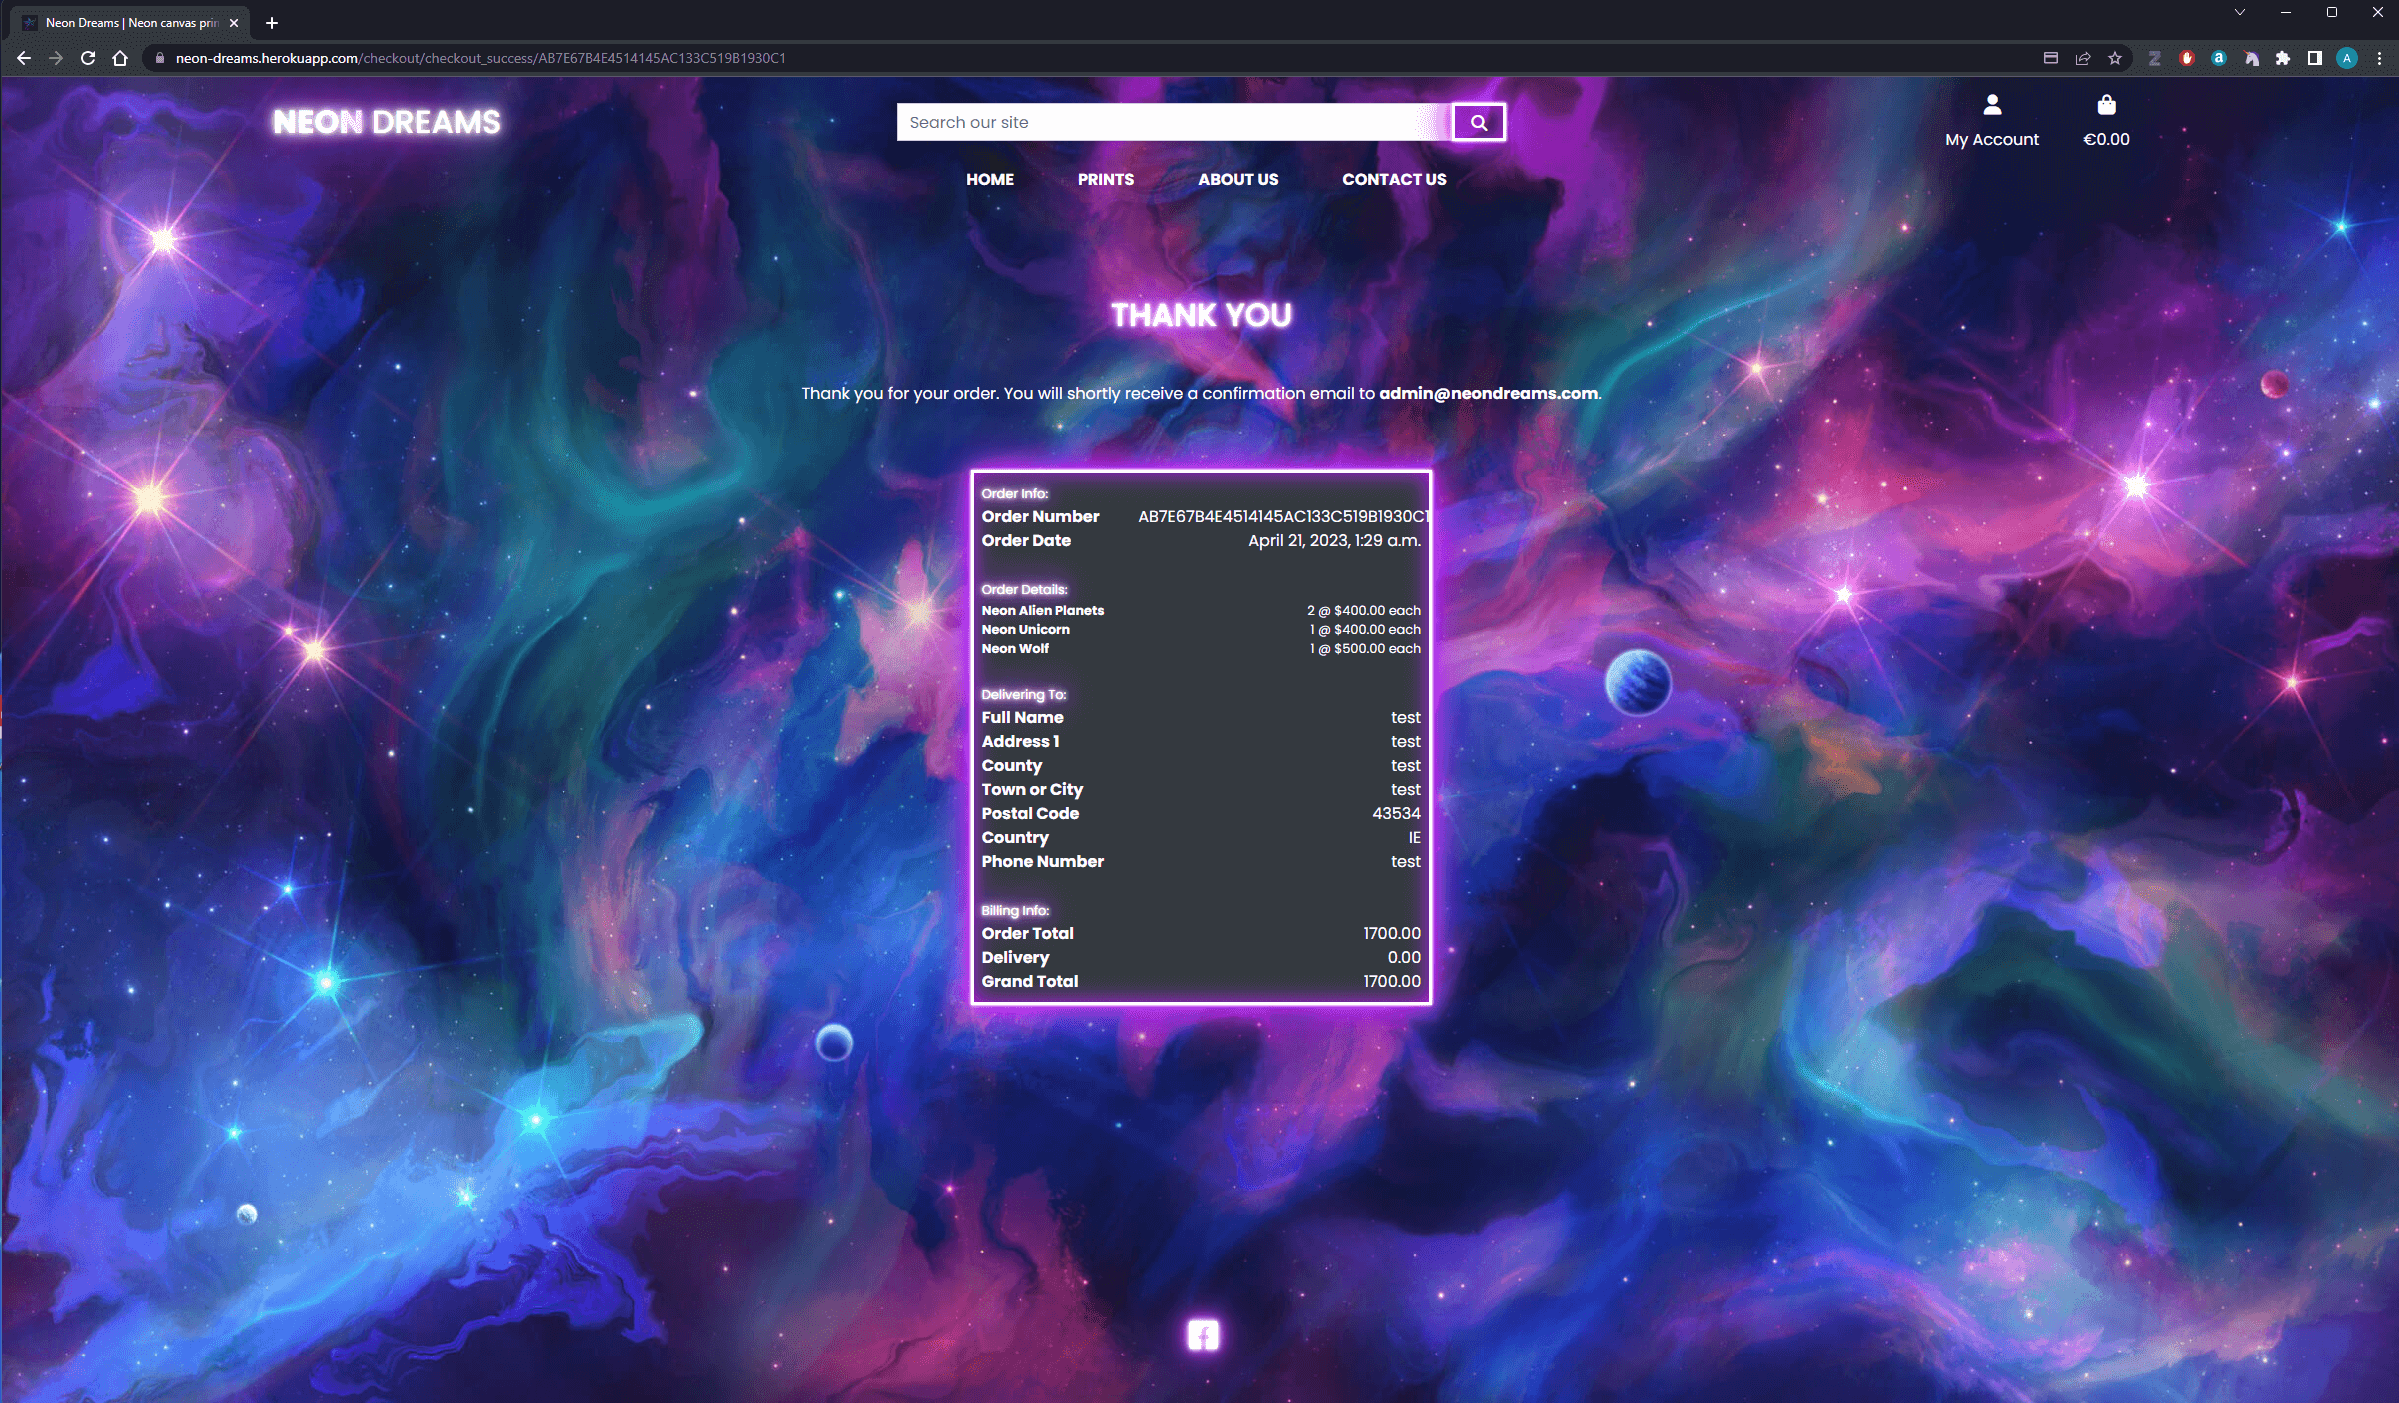 Neon Dreams | Neon canvas prin
neon-dreams.herokuapp.com/checkout/checkout_success/AB7E67B4E4514145AC133C519B1930C1
A
NEON DREAMS
Search our site
My Account
€0.00
HOME PRINTS ABOUT US CONTACT US
THANK YOU
Thank you for your order. You will shortly receive a confirmation email to admin@neondreams.com.
Order Info:
Order Number AB7E67B4E4514145AC133C519B1930C1
Order Date April 21, 2023, 1:29 a.m.
Order Details:
Neon Alien Planets 2 @ $400.00 each
Neon Unicorn 1 @ $400.00 each
Neon Wolf 1 @ $500.00 each
Delivering To:
Full Name test
Address 1 test
County test
Town or City test
Postal Code 43534
Country IE
Phone Number test
Billing Info:
Order Total 1700.00
Delivery 0.00
Grand Total 1700.00